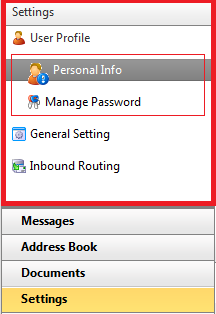 Settings
User Profile
Personal Info
Manage Password
General Setting
Inbound Routing
Messages
Address Book
Documents
Settings